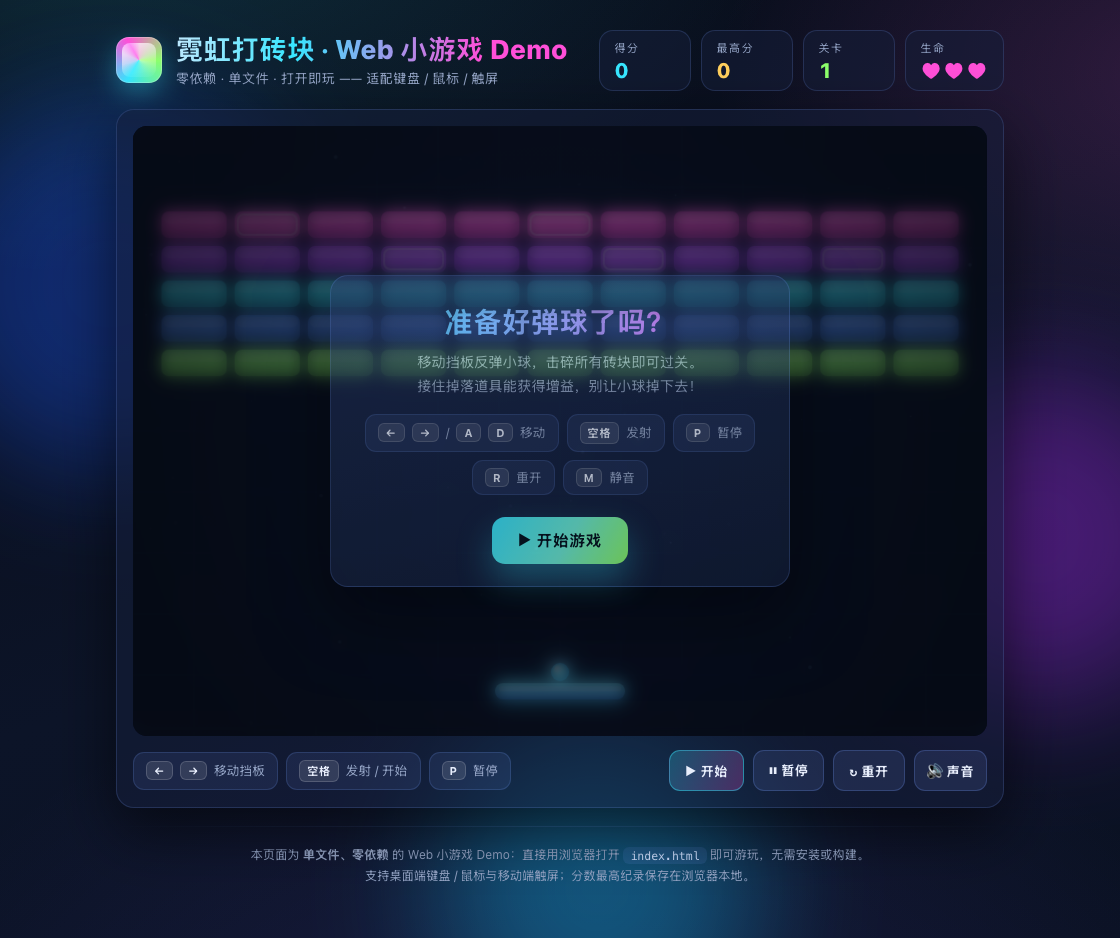 霓虹打砖块 · Web 小游戏 Demo
零依赖 · 单文件 · 打开即玩 —— 适配键盘 / 鼠标 / 触屏
得分
0
最高分
0
关卡
1
生命
准备好弹球了吗?
移动挡板反弹小球，击碎所有砖块即可过关。
接住掉落道具能获得增益，别让小球掉下去!
← → / A D 移动 空格 发射 P 暂停
R 重开 M 静音
▶ 开始游戏
← → 移动挡板 空格 发射 / 开始 P 暂停 ▶ 开始 ⏸ 暂停 ↻ 重开 🔊 声音
本页面为 单文件、零依赖 的 Web 小游戏 Demo：直接用浏览器打开 index.html 即可游玩，无需安装或构建。
支持桌面端键盘 / 鼠标与移动端触屏；分数最高纪录保存在浏览器本地。